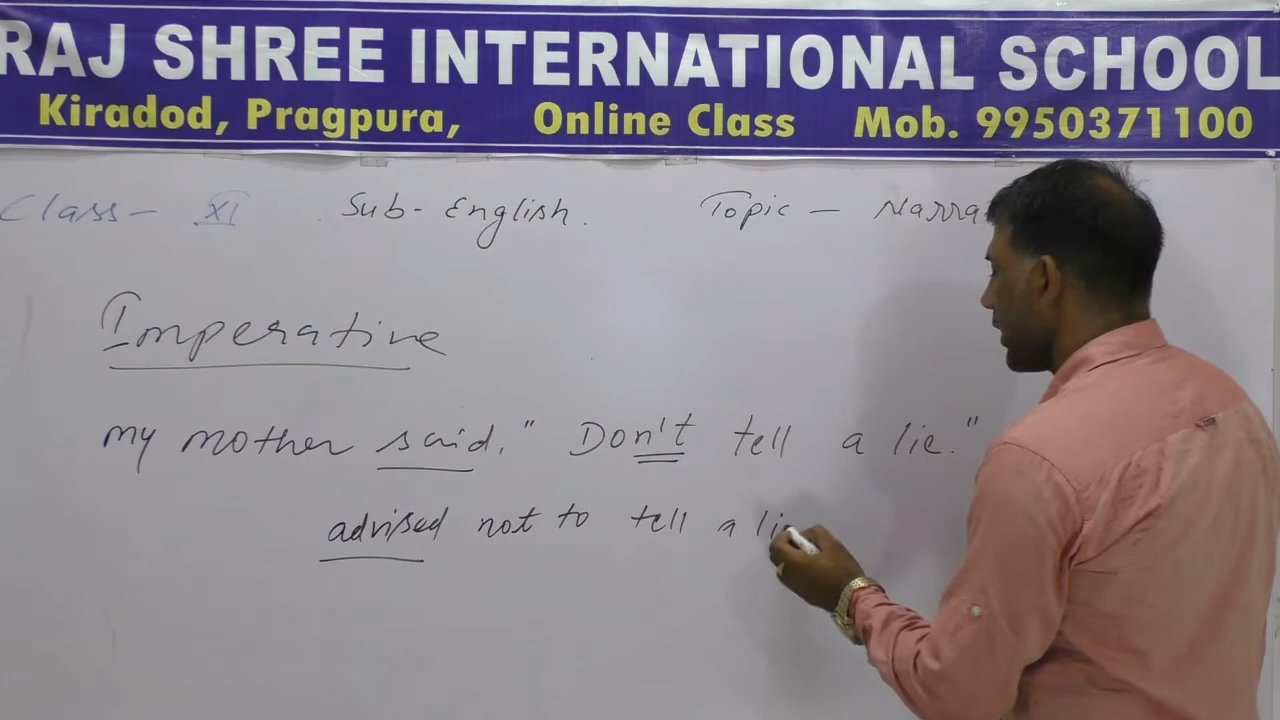 RAJ SHREE INTERNATIONAL SCHOOL
Kiradod, Pragpura, Online Class Mob. 9950371100
Class - XI Sub- English. Topic - Narra
Imperative
my mother said, " Don't tell a lie."
advised not to tell a li